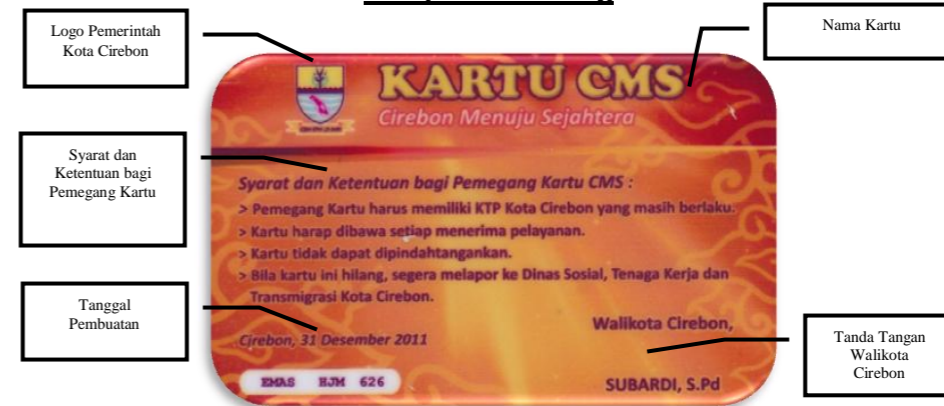 Logo Pemerintah
Kota Cirebon
Nama Kartu
KARTU CMS
Cirebon Menuju Sejahtera
Syarat dan
Ketentuan bagi
Pemegang Kartu
Syarat dan Ketentuan bagi Pemegang Kartu CMS :
> Pemegang Kartu harus memiliki KTP Kota Cirebon yang masih berlaku.
> Kartu harap dibawa setiap menerima pelayanan.
> Kartu tidak dapat dipindahtangankan.
> Bila kartu ini hilang, segera melapor ke Dinas Sosial, Tenaga Kerja dan
Transmigrasi Kota Cirebon.
Tanggal
Pembuatan
Cirebon, 31 Desember 2011
Walikota Cirebon,
Tanda Tangan
Walikota
Cirebon
EMAS HJM 626
SUBARDI, S.Pd